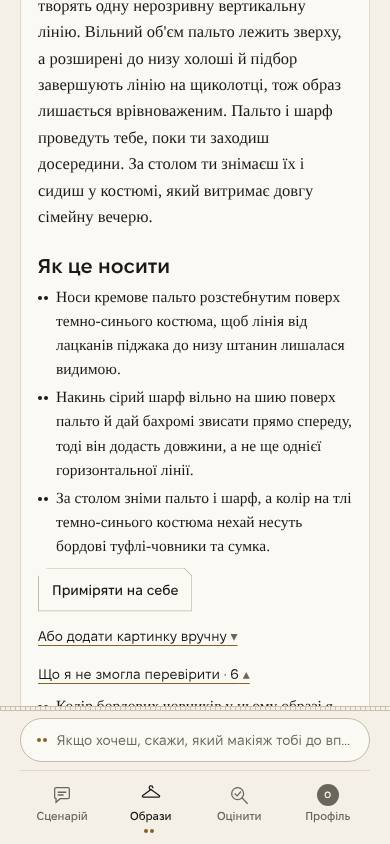 творять одну нерозривну вертикальну
лінію. Вільний об'єм пальто лежить зверху,
а розширені до низу холоші й підбор
завершують лінію на щиколотці, тож образ
лишається врівноваженим. Пальто і шарф
проведуть тебе, поки ти заходиш
досередини. За столом ти знімаєш їх і
сидиш у костюмі, який витримає довгу
сімейну вечерю.
Як це носити
•• Носи кремове пальто розстебнутим поверх
темно-синього костюма, щоб лінія від
лацканів піджака до низу штанин лишалася
видимою.
•• Накинь сірий шарф вільно на шию поверх
пальто й дай бахромі звисати прямо спереду,
тоді він додасть довжини, а не ще однієї
горизонтальної лінії.
•• За столом зніми пальто і шарф, а колір на тлі
темно-синього костюма нехай несуть
бордові туфлі-човники та сумка.
Приміряти на себе
Або додати картинку вручну ▾
Що я не змогла перевірити · 6 ▴
•• Колір бордових човників у цьому образі я
•• Якщо хочеш, скажи, який макіяж тобі до вп...
Сценарій Образи Оцінити О Профіль